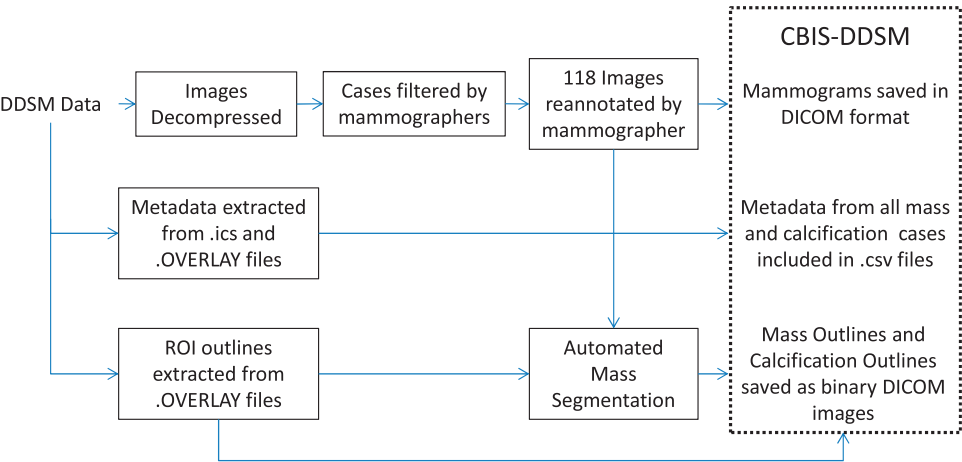 DDSM Data
Images
Decompressed
Cases filtered by
mammographers
118 Images
reannotated by
mammographer
CBIS-DDSM
Mammograms saved in
DICOM format
Metadata extracted
from .ics and
.OVERLAY files
Metadata from all mass
and calcification cases
included in .csv files
ROI outlines
extracted from
.OVERLAY files
Automated
Mass
Segmentation
Mass Outlines and
Calcification Outlines
saved as binary DICOM
images